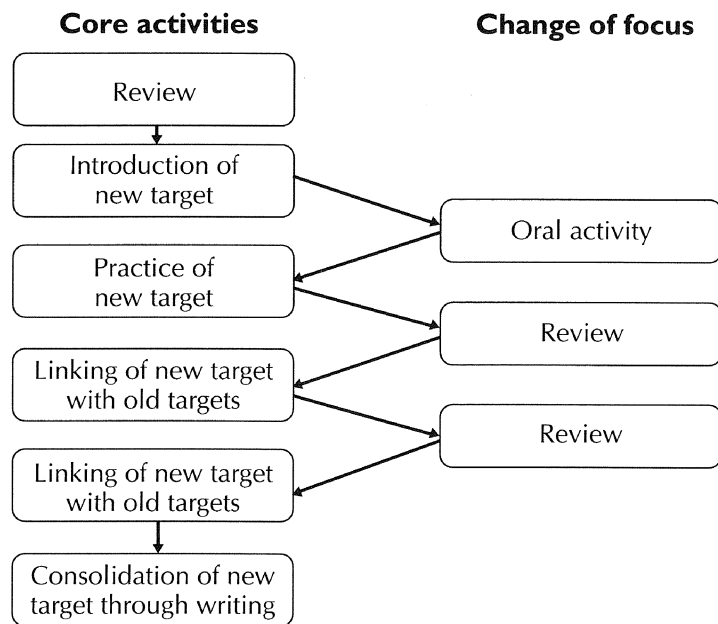 Core activities
Change of focus
Review
Introduction of
new target
Oral activity
Practice of
new target
Review
Linking of new target
with old targets
Review
Linking of new target
with old targets
Consolidation of new
target through writing